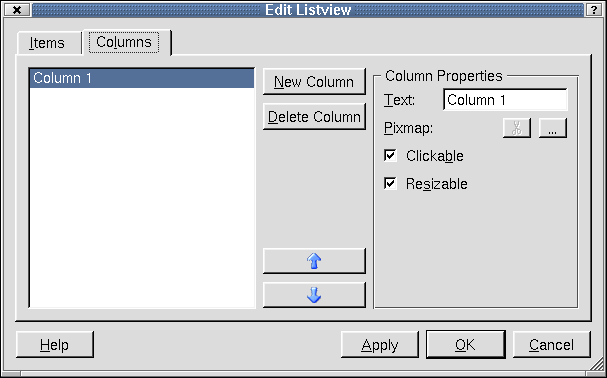 Edit Listview
?
Items
Columns
Column 1
New Column
Delete Column
Column Properties
Text:
Column 1
Pixmap:
...
Clickable
Resizable
Help
Apply
OK
Cancel